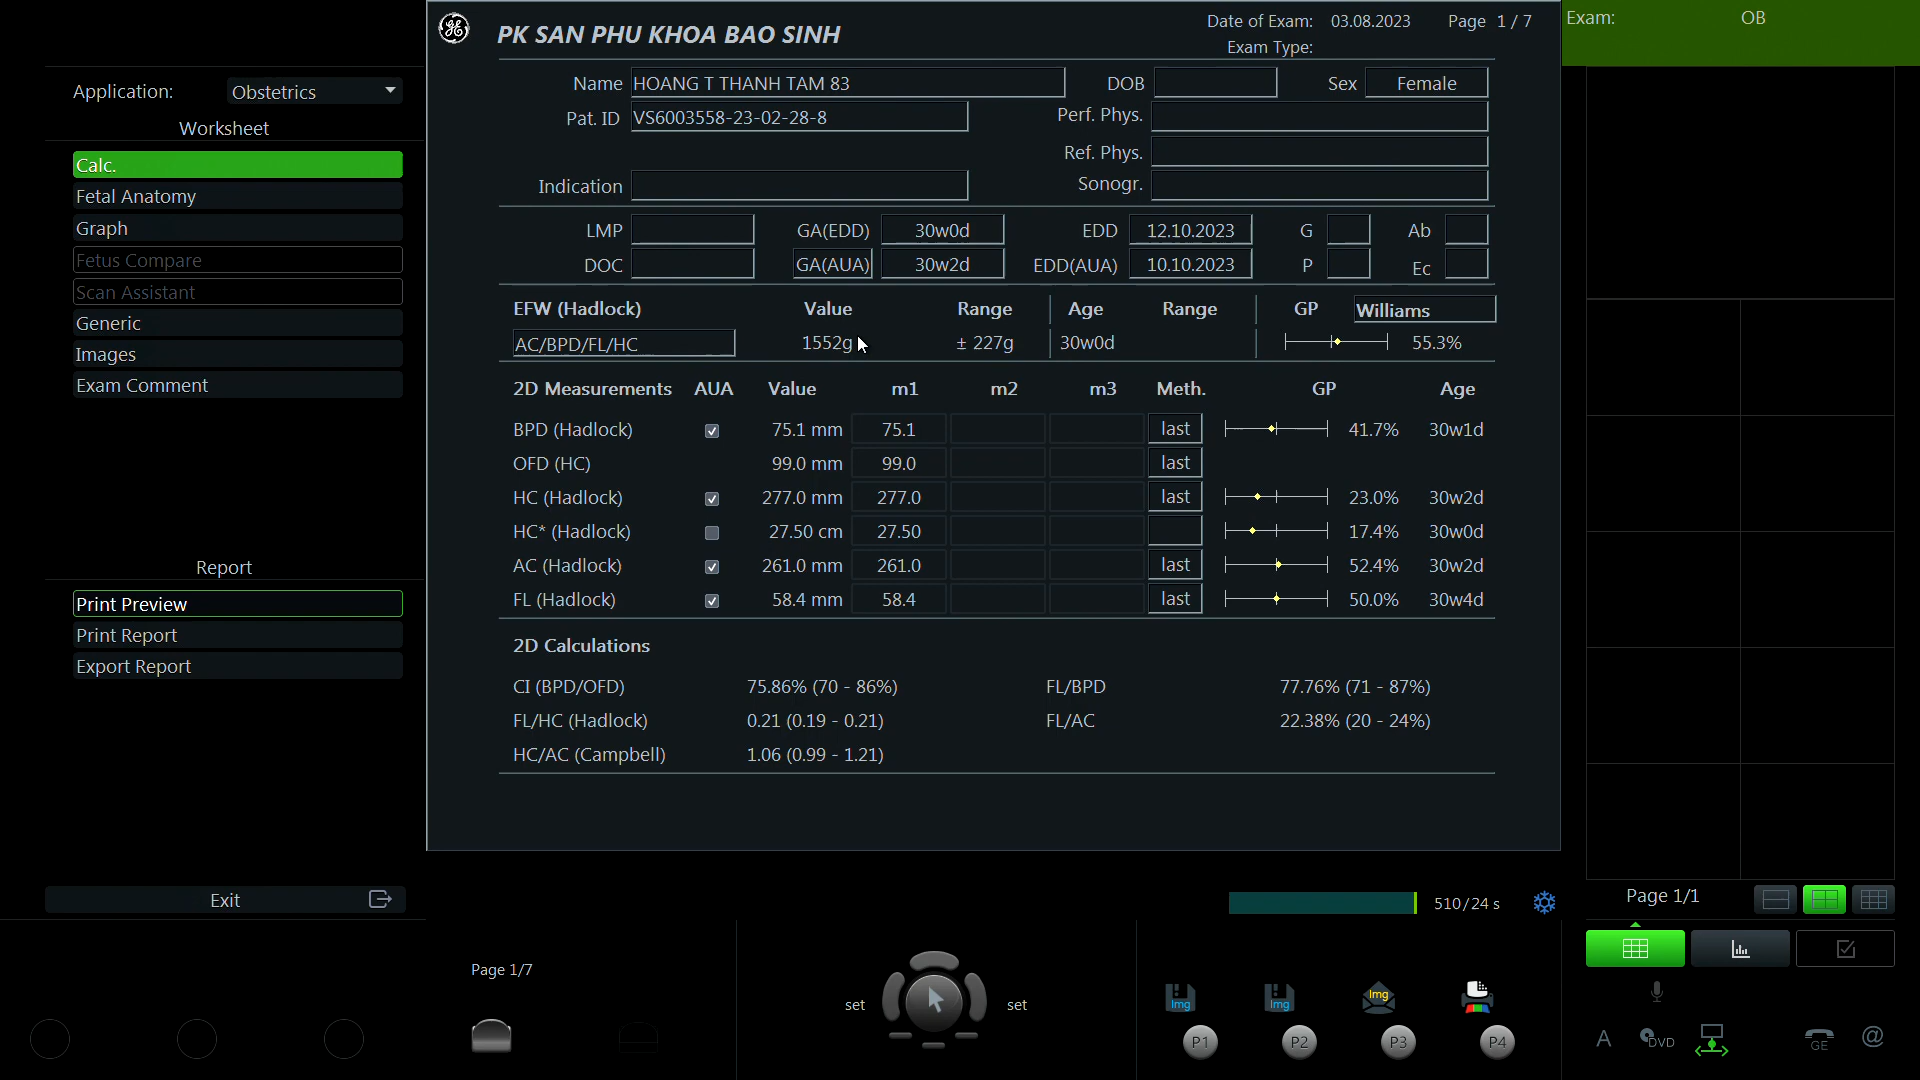 PK SAN PHU KHOA BAO SINH
Date of Exam: 03.08.2023 Page 1 / 7
Exam Type:
Exam: OB
Application: Obstetrics
Worksheet
Calc.
Fetal Anatomy
Graph
Fetus Compare
Scan Assistant
Generic
Images
Exam Comment
Report
Print Preview
Print Report
Export Report
Exit
Name HOANG T THANH TAM 83 DOB Sex Female
Pat. ID VS6003558-23-02-28-8 Perf. Phys.
Ref. Phys.
Indication Sonogr.
LMP GA(EDD) 30w0d EDD 12.10.2023 G Ab
DOC GA(AUA) 30w2d EDD(AUA) 10.10.2023 P Ec
EFW (Hadlock) Value Range Age Range GP Williams
AC/BPD/FL/HC 1552g ± 227g 30w0d 55.3%
2D Measurements AUA Value m1 m2 m3 Meth. GP Age
BPD (Hadlock) 75.1 mm 75.1 last 41.7% 30w1d
OFD (HC) 99.0 mm 99.0 last
HC (Hadlock) 277.0 mm 277.0 last 23.0% 30w2d
HC* (Hadlock) 27.50 cm 27.50 17.4% 30w0d
AC (Hadlock) 261.0 mm 261.0 last 52.4% 30w2d
FL (Hadlock) 58.4 mm 58.4 last 50.0% 30w4d
2D Calculations
CI (BPD/OFD) 75.86% (70 - 86%) FL/BPD 77.76% (71 - 87%)
FL/HC (Hadlock) 0.21 (0.19 - 0.21) FL/AC 22.38% (20 - 24%)
HC/AC (Campbell) 1.06 (0.99 - 1.21)
510/24 s
Page 1/1
Page 1/7
set set
Img Img Img
P1 P2 P3 P4
A DVD GE @